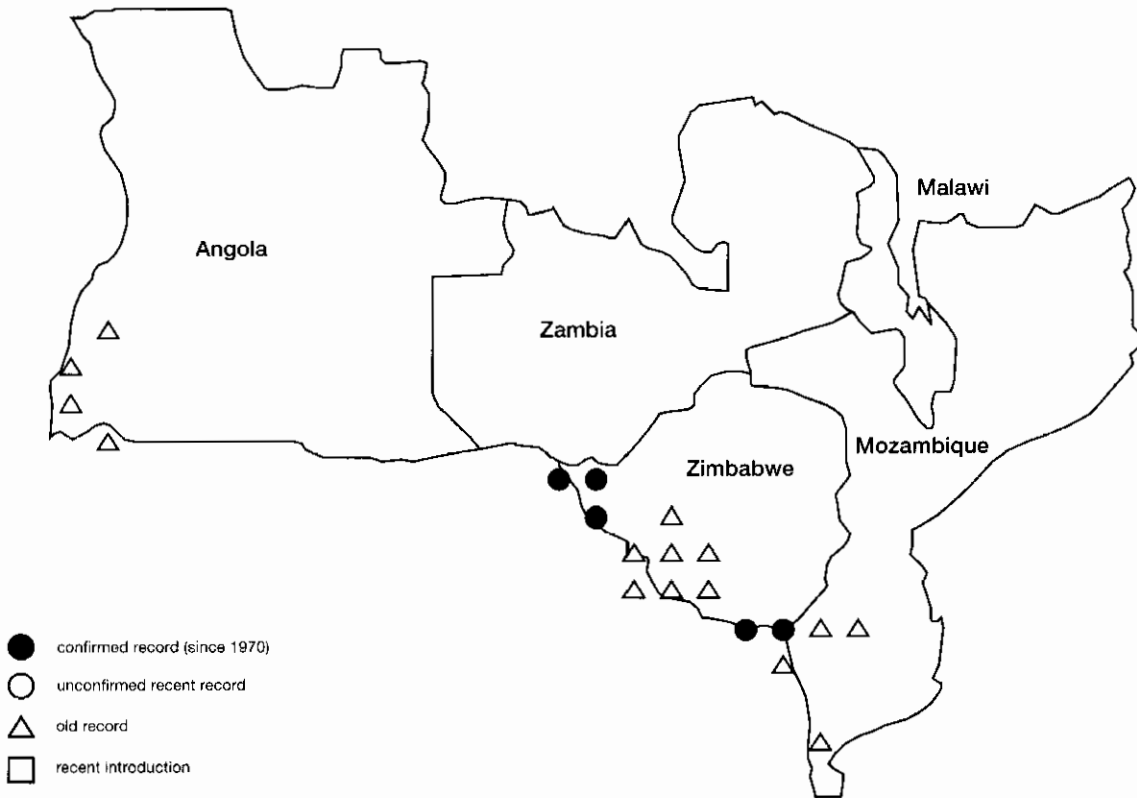 Malawi
Angola
Zambia
Mozambique
Zimbabwe
confirmed record (since 1970)
unconfirmed recent record
old record
recent introduction